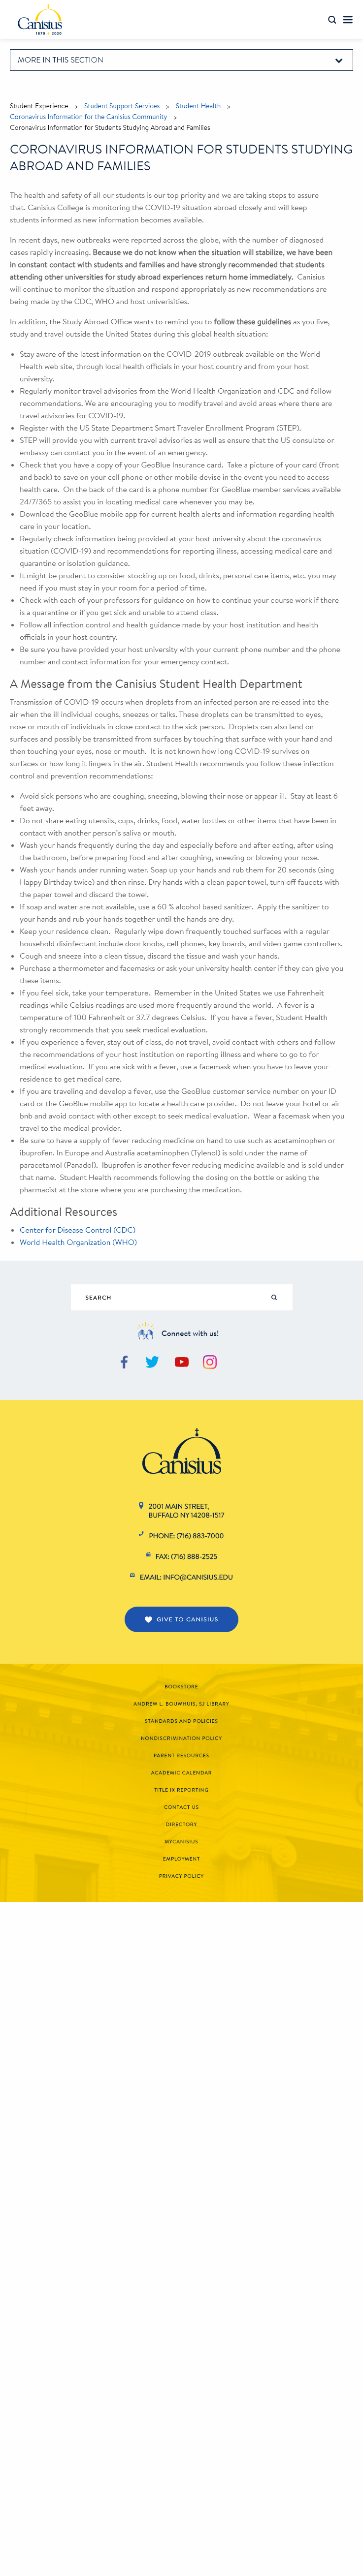 Canisius
1870 2020
MORE IN THIS SECTION
Student Experience > Student Support Services > Student Health >
Coronavirus Information for the Canisius Community >
Coronavirus Information for Students Studying Abroad and Families
CORONAVIRUS INFORMATION FOR STUDENTS STUDYING
ABROAD AND FAMILIES
The health and safety of all our students is our top priority and we are taking steps to assure
that. Canisius College is monitoring the COVID-19 situation abroad closely and will keep
students informed as new information becomes available.
In recent days, new outbreaks were reported across the globe, with the number of diagnosed
cases rapidly increasing. Because we do not know when the situation will stabilize, we have been
in constant contact with students and families and have strongly recommended that students
attending other universities for study abroad experiences return home immediately. Canisius
will continue to monitor the situation and respond appropriately as new recommendations are
being made by the CDC, WHO and host univerisities.
In addition, the Study Abroad Office wants to remind you to follow these guidelines as you live,
study and travel outside the United States during this global health situation:
• Stay aware of the latest information on the COVID-2019 outbreak available on the World
Health web site, through local health officials in your host country and from your host
university.
• Regularly monitor travel advisories from the World Health Organization and CDC and follow
recommendations. We are encouraging you to modify travel and avoid areas where there are
travel advisories for COVID-19.
• Register with the US State Department Smart Traveler Enrollment Program (STEP).
• STEP will provide you with current travel advisories as well as ensure that the US consulate or
embassy can contact you in the event of an emergency.
• Check that you have a copy of your GeoBlue Insurance card. Take a picture of your card (front
and back) to save on your cell phone or other mobile devise in the event you need to access
health care. On the back of the card is a phone number for GeoBlue member services available
24/7/365 to assist you in locating medical care whenever you may be.
• Download the GeoBlue mobile app for current health alerts and information regarding health
care in your location.
• Regularly check information being provided at your host university about the coronavirus
situation (COVID-19) and recommendations for reporting illness, accessing medical care and
quarantine or isolation guidance.
• It might be prudent to consider stocking up on food, drinks, personal care items, etc. you may
need if you must stay in your room for a period of time.
• Check with each of your professors for guidance on how to continue your course work if there
is a quarantine or if you get sick and unable to attend class.
• Follow all infection control and health guidance made by your host institution and health
officials in your host country.
• Be sure you have provided your host university with your current phone number and the phone
number and contact information for your emergency contact.
A Message from the Canisius Student Health Department
Transmission of COVID-19 occurs when droplets from an infected person are released into the
air when the ill individual coughs, sneezes or talks. These droplets can be transmitted to eyes,
nose or mouth of individuals in close contact to the sick person. Droplets can also land on
surfaces and possibly be transmitted from surfaces by touching that surface with your hand and
then touching your eyes, nose or mouth. It is not known how long COVID-19 survives on
surfaces or how long it lingers in the air. Student Health recommends you follow these infection
control and prevention recommendations:
• Avoid sick persons who are coughing, sneezing, blowing their nose or appear ill. Stay at least 6
feet away.
• Do not share eating utensils, cups, drinks, food, water bottles or other items that have been in
contact with another person's saliva or mouth.
• Wash your hands frequently during the day and especially before and after eating, after using
the bathroom, before preparing food and after coughing, sneezing or blowing your nose.
• Wash your hands under running water. Soap up your hands and rub them for 20 seconds (sing
Happy Birthday twice) and then rinse. Dry hands with a clean paper towel, turn off faucets with
the paper towel and discard the towel.
• If soap and water are not available, use a 60 % alcohol based sanitizer. Apply the sanitizer to
your hands and rub your hands together until the hands are dry.
• Keep your residence clean. Regularly wipe down frequently touched surfaces with a regular
household disinfectant include door knobs, cell phones, key boards, and video game controllers.
• Cough and sneeze into a clean tissue, discard the tissue and wash your hands.
• Purchase a thermometer and facemasks or ask your university health center if they can give you
these items.
• If you feel sick, take your temperature. Remember in the United States we use Fahrenheit
readings while Celsius readings are used more frequently around the world. A fever is a
temperature of 100 Fahrenheit or 37.7 degrees Celsius. If you have a fever, Student Health
strongly recommends that you seek medical evaluation.
• If you experience a fever, stay out of class, do not travel, avoid contact with others and follow
the recommendations of your host institution on reporting illness and where to go to for
medical evaluation. If you are sick with a fever, use a facemask when you have to leave your
residence to get medical care.
• If you are traveling and develop a fever, use the GeoBlue customer service number on your ID
card or the GeoBlue mobile app to locate a health care provider. Do not leave your hotel or air
bnb and avoid contact with other except to see medical evaluation. Wear a facemask when you
travel to the medical provider.
• Be sure to have a supply of fever reducing medicine on hand to use such as acetaminophen or
ibuprofen. In Europe and Australia acetaminophen (Tylenol) is sold under the name of
paracetamol (Panadol). Ibuprofen is another fever reducing medicine available and is sold under
that name. Student Health recommends following the dosing on the bottle or asking the
pharmacist at the store where you are purchasing the medication.
Additional Resources
• Center for Disease Control (CDC)
• World Health Organization (WHO)
SEARCH
Connect with us!
Canisius
2001 MAIN STREET,
BUFFALO NY 14208-1517
PHONE: (716) 883-7000
FAX: (716) 888-2525
EMAIL: INFO@CANISIUS.EDU
GIVE TO CANISIUS
BOOKSTORE
ANDREW L. BOUWHUIS, SJ LIBRARY
STANDARDS AND POLICIES
NONDISCRIMINATION POLICY
PARENT RESOURCES
ACADEMIC CALENDAR
TITLE IX REPORTING
CONTACT US
DIRECTORY
MYCANISIUS
EMPLOYMENT
PRIVACY POLICY